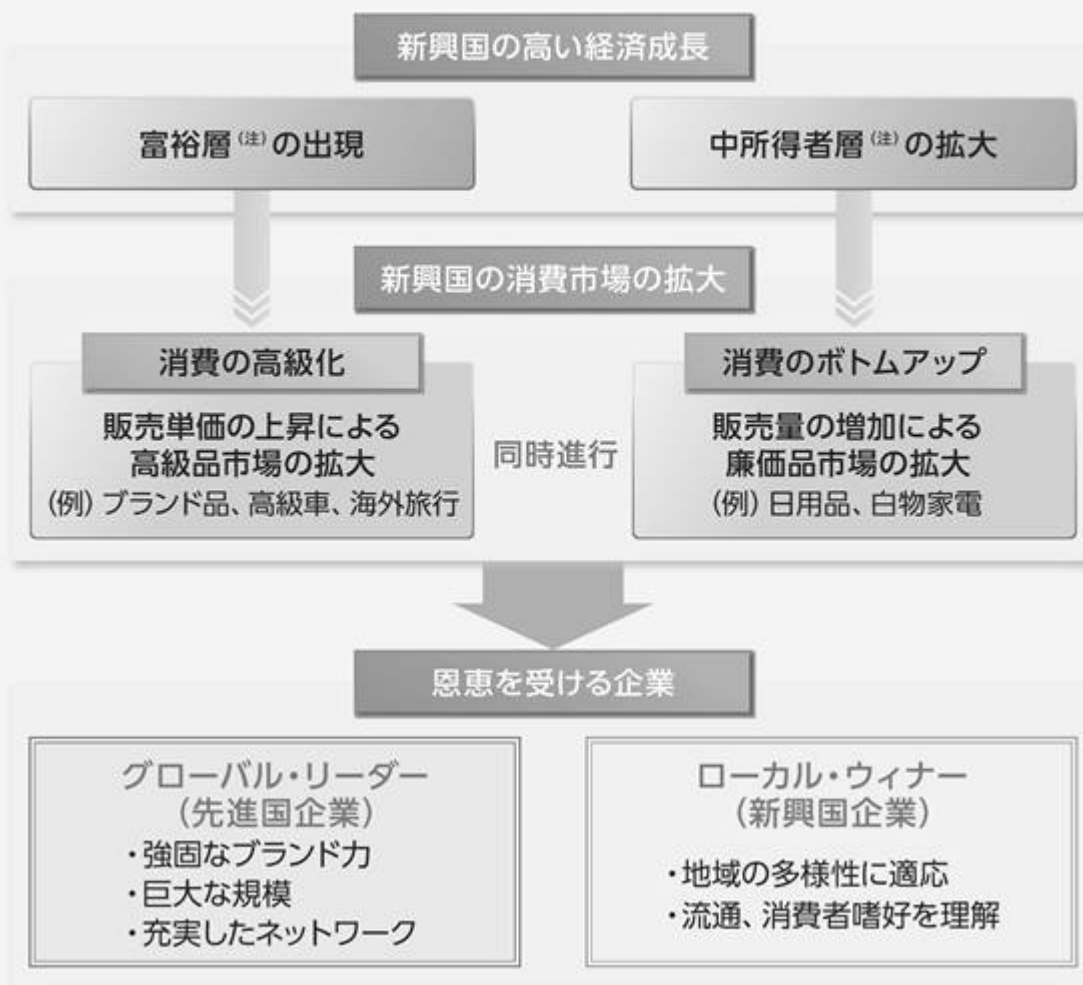 新興国の高い経済成長
富裕層(注)の出現
中所得者層(注)の拡大
新興国の消費市場の拡大
消費の高級化
販売単価の上昇による
高級品市場の拡大
(例)ブランド品、高級車、海外旅行
同時進行
消費のボトムアップ
販売量の増加による
廉価品市場の拡大
(例)日用品、白物家電
恩恵を受ける企業
グローバル・リーダー
(先進国企業)
・強固なブランド力
・巨大な規模
・充実したネットワーク
ローカル・ウィナー
(新興国企業)
・地域の多様性に適応
・流通、消費者嗜好を理解